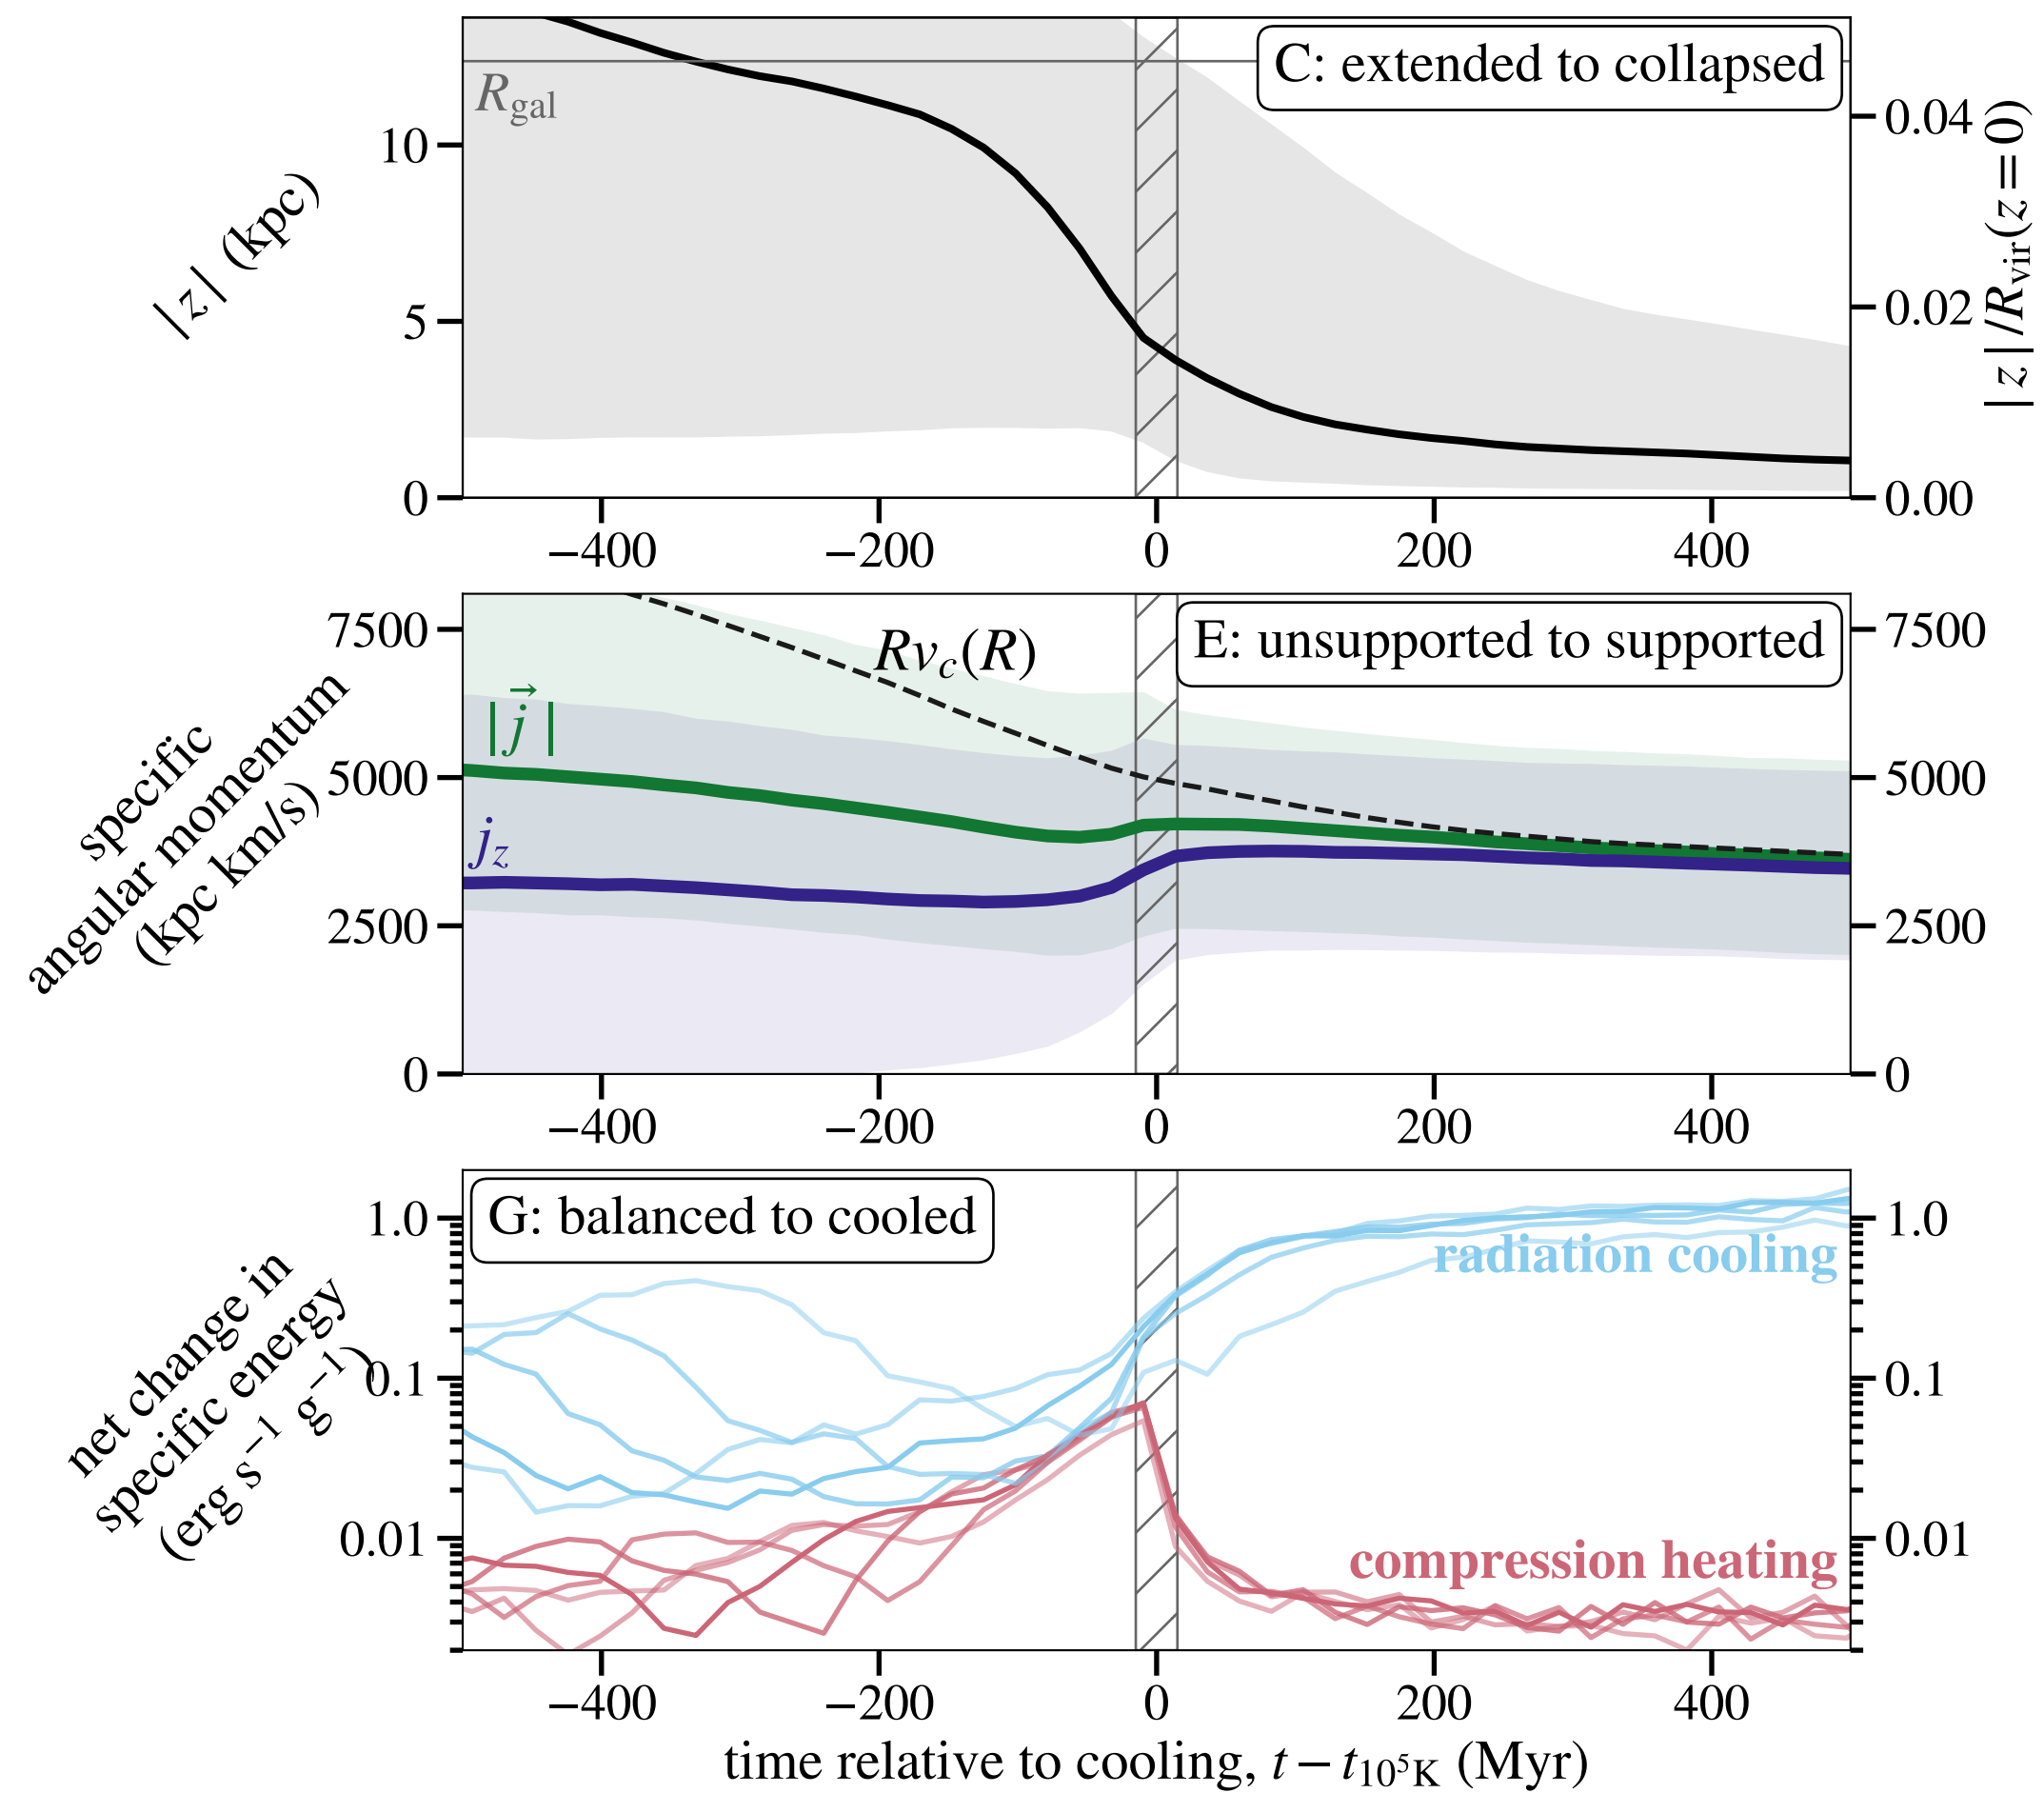 C: extended to collapsed
R_gal
|z| (kpc)
10
5
0
0.04
0.02
0.00
|z|/R_vir(z=0)
−400 −200 0 200 400
E: unsupported to supported
Rv_c(R)
|j⃗|
j_z
specific
angular momentum
(kpc km/s)
7500
5000
2500
0
7500
5000
2500
0
−400 −200 0 200 400
G: balanced to cooled
radiation cooling
compression heating
net change in
specific energy
(erg s⁻¹ g⁻¹)
1.0
0.1
0.01
1.0
0.1
0.01
−400 −200 0 200 400
time relative to cooling, t − t_10⁵K (Myr)